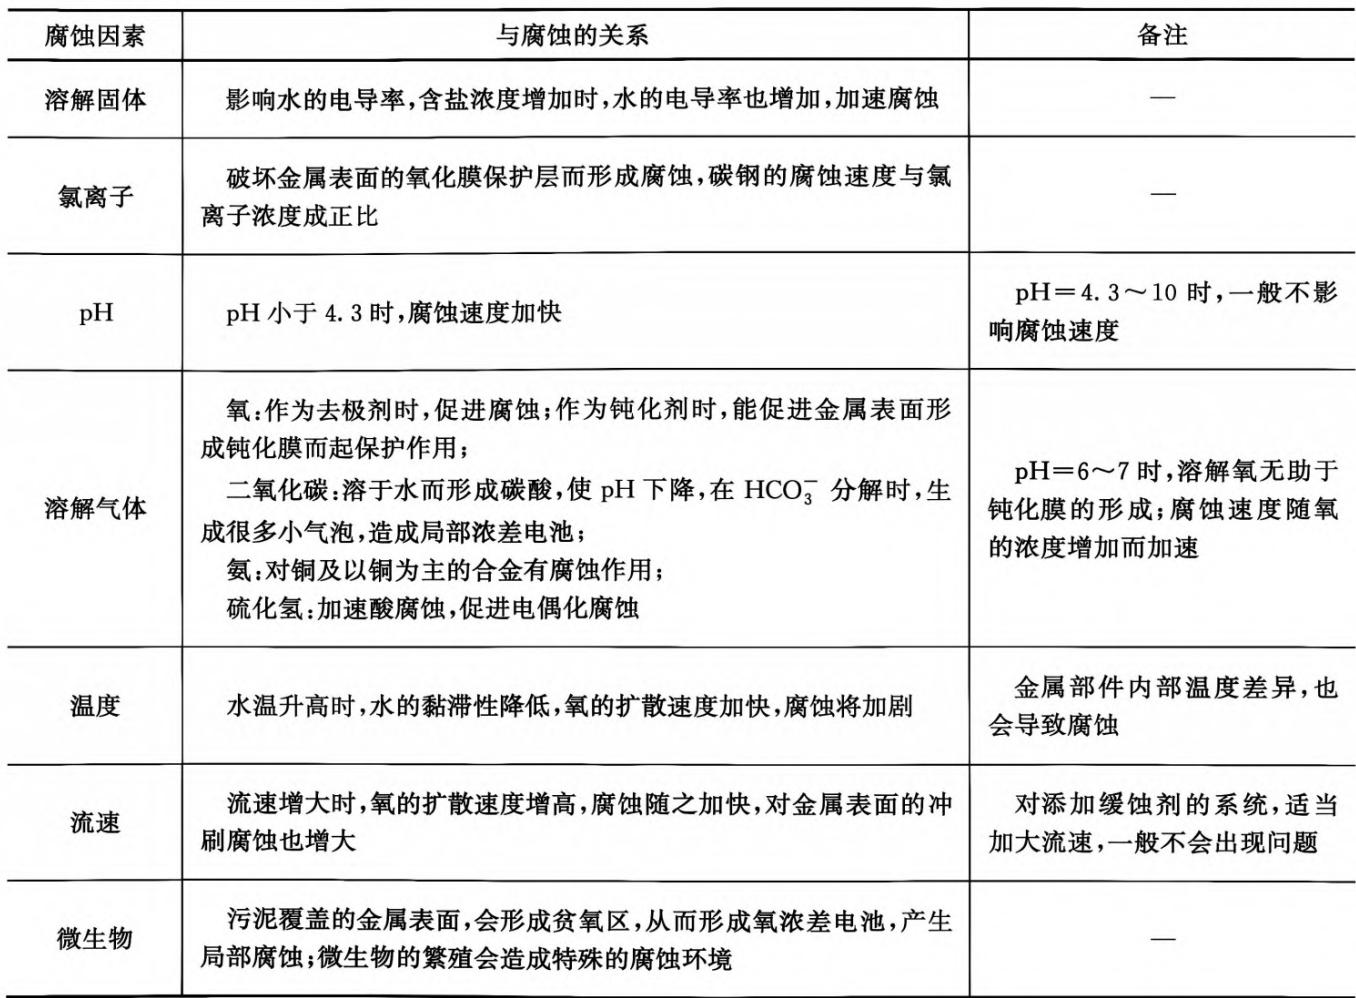 腐蚀因素 与腐蚀的关系 备注
溶解固体 影响水的电导率,含盐浓度增加时,水的电导率也增加,加速腐蚀 —
氯离子 破坏金属表面的氧化膜保护层而形成腐蚀,碳钢的腐蚀速度与氯
离子浓度成正比
—
pH pH 小于 4.3 时,腐蚀速度加快
pH=4.3～10 时,一般不影
响腐蚀速度
溶解气体
氧:作为去极剂时,促进腐蚀;作为钝化剂时,能促进金属表面形
成钝化膜而起保护作用;
二氧化碳:溶于水而形成碳酸,使 pH 下降,在 HCO₃⁻ 分解时,生
成很多小气泡,造成局部浓差电池;
氨:对铜及以铜为主的合金有腐蚀作用;
硫化氢:加速酸腐蚀,促进电偶化腐蚀
pH=6～7 时,溶解氧无助于
钝化膜的形成;腐蚀速度随氧
的浓度增加而加速
温度 水温升高时,水的黏滞性降低,氧的扩散速度加快,腐蚀将加剧
金属部件内部温度差异,也
会导致腐蚀
流速
流速增大时,氧的扩散速度增高,腐蚀随之加快,对金属表面的冲
刷腐蚀也增大
对添加缓蚀剂的系统,适当
加大流速,一般不会出现问题
微生物
污泥覆盖的金属表面,会形成贫氧区,从而形成氧浓差电池,产生
局部腐蚀;微生物的繁殖会造成特殊的腐蚀环境
—